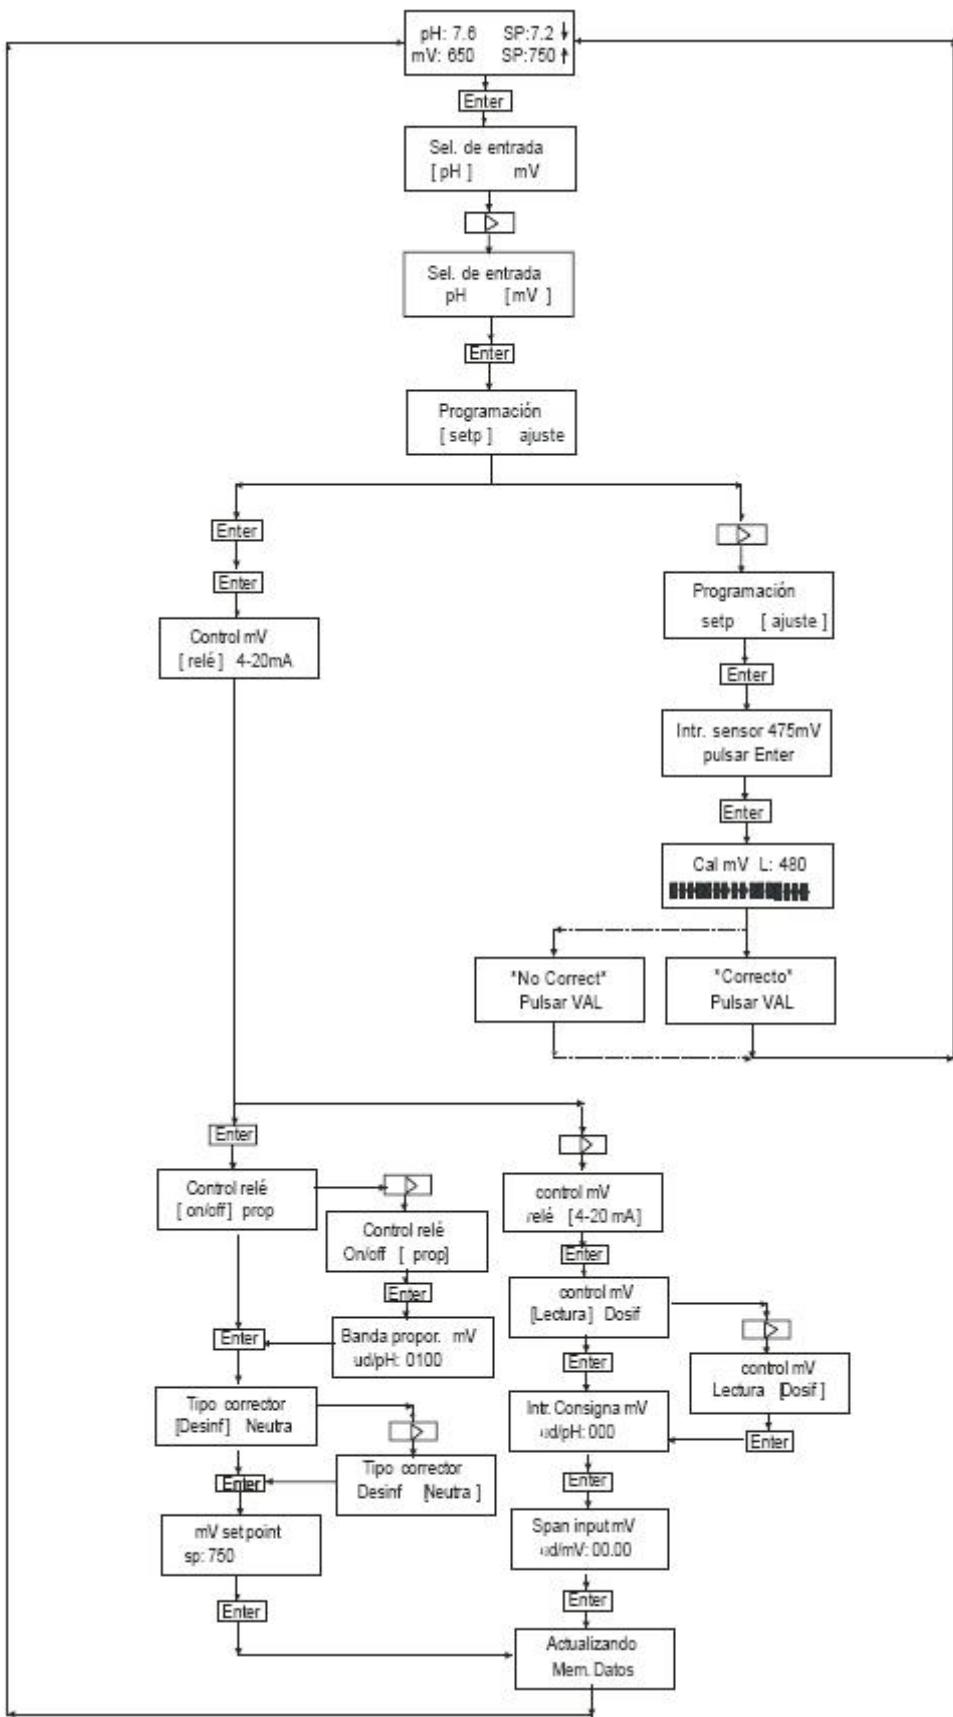 pH: 7.6 SP:7.2
mV: 650 SP:750
Enter
Sel. de entrada
[ pH ] mV
Sel. de entrada
pH [ mV ]
Enter
Programación
[ setp ] ajuste
Enter
Enter
Control mV
[ relé ] 4-20mA
Programación
setp [ ajuste ]
Enter
Intr. sensor 475mV
pulsar Enter
Enter
Cal mV L: 480
"No Correct"
Pulsar VAL
"Correcto"
Pulsar VAL
Enter
Control relé
[ on/off] prop
Control relé
On/off [ prop]
Enter
Banda propor. mV
ud/pH: 0100
Enter
Tipo corrector
[Desinf] Neutra
Tipo corrector
Desinf [Neutra ]
Enter
mV set point
sp: 750
Enter
control mV
relé [4-20 mA]
Enter
control mV
[Lectura] Dosif
control mV
Lectura [Dosif ]
Enter
Enter
Intr. Consigna mV
ud/pH: 000
Enter
Span input mV
ud/mV: 00.00
Enter
Actualizando
Mem. Datos